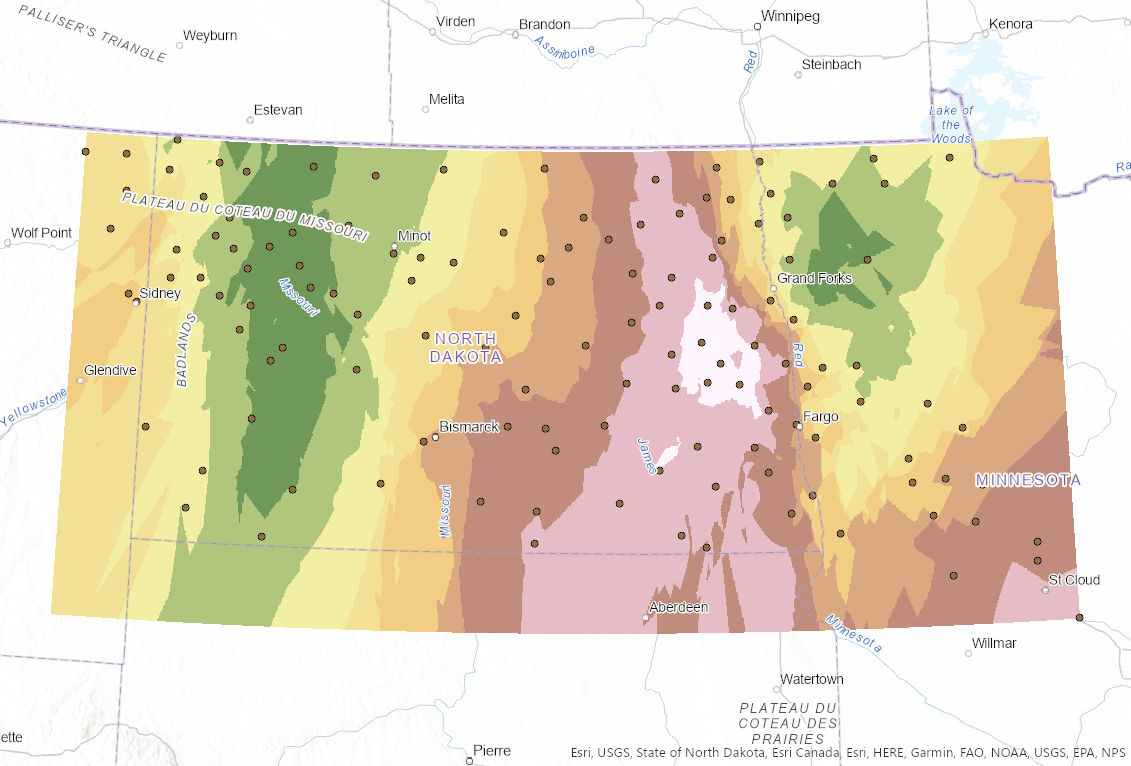 PALLISER'S TRIANGLE
Weyburn
Virden
Brandon
Assiniboine
Winnipeg
Red
Kenora
Steinbach
Estevan
Melita
Lake of
the
Woods
Ra
PLATEAU DU COTEAU DU MISSOURI
Wolf Point
Minot
Sidney
Missouri
Grand Forks
BADLANDS
NORTH
DAKOTA
Red
Glendive
Yellowstone
Bismarck
Fargo
James
MINNESOTA
Missouri
St Cloud
Aberdeen
Minnesota
Willmar
Watertown
PLATEAU DU
COTEAU DES
PRAIRIES
ette
Pierre
Esri, USGS, State of North Dakota, Esri Canada, Esri, HERE, Garmin, FAO, NOAA, USGS, EPA, NPS